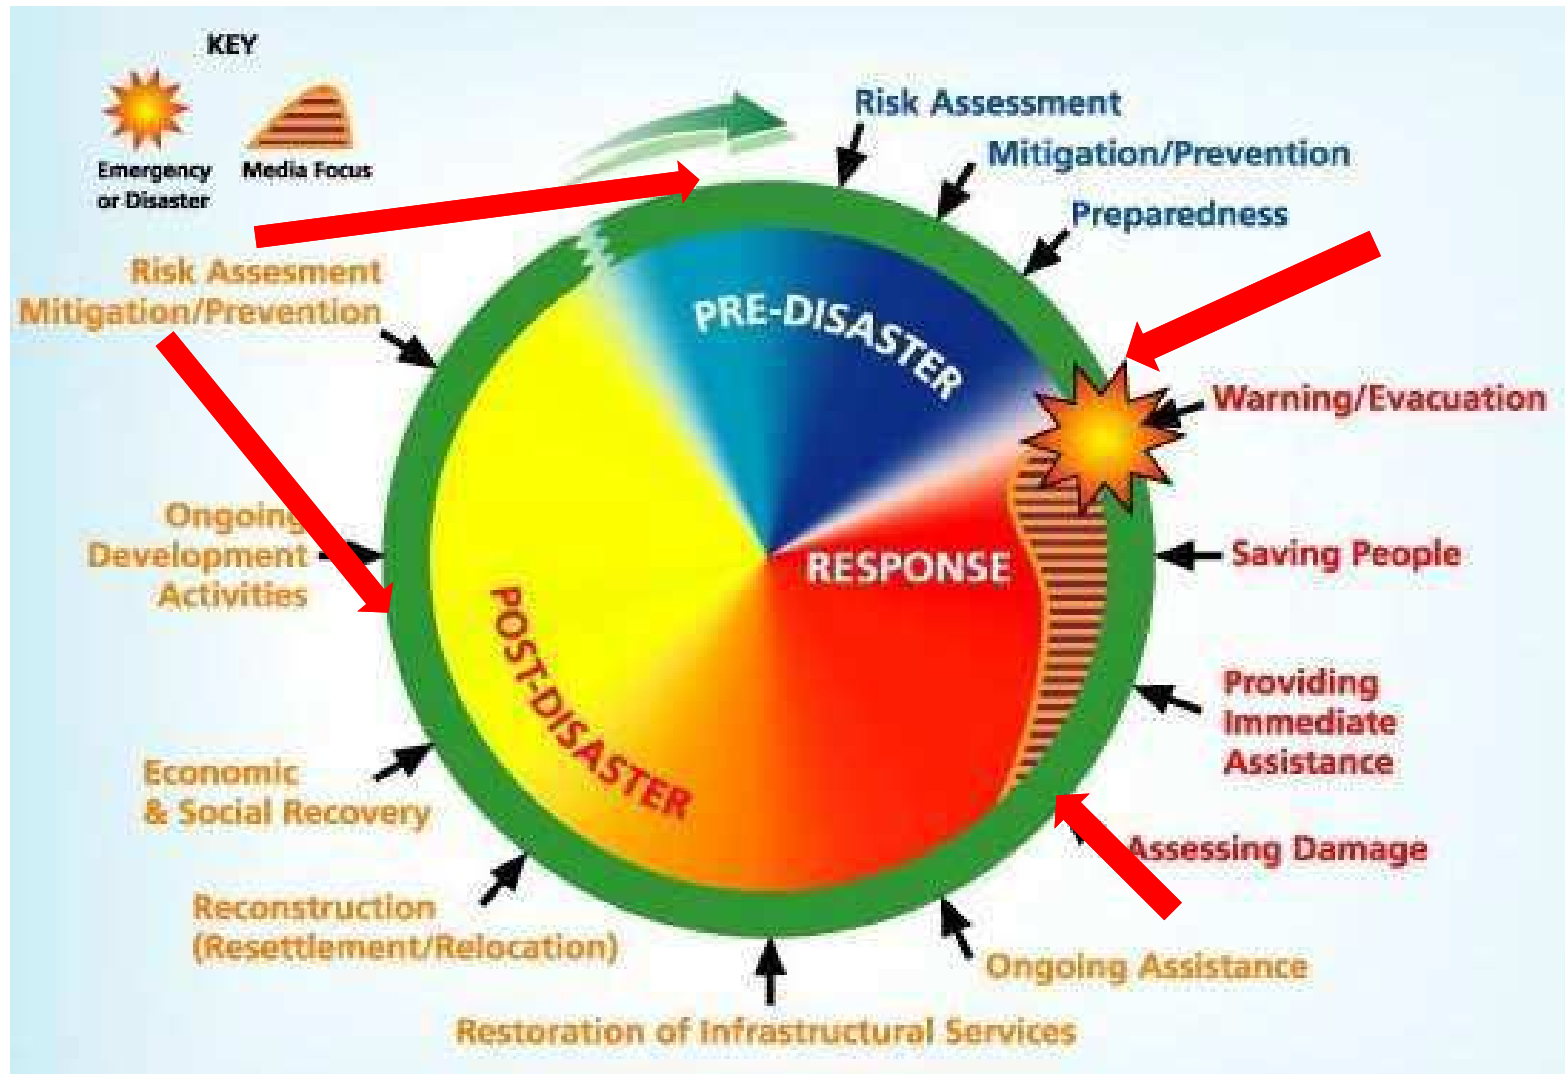 KEY
Emergency
or Disaster
Media Focus
Risk Assessment
Mitigation/Prevention
Preparedness
Warning/Evacuation
Saving People
Providing
Immediate
Assistance
Assessing Damage
Ongoing Assistance
Restoration of Infrastructural Services
Reconstruction
(Resettlement/Relocation)
Economic
& Social Recovery
Ongoing
Development
Activities
Risk Assesment
Mitigation/Prevention
PRE-DISASTER
RESPONSE
POST-DISASTER